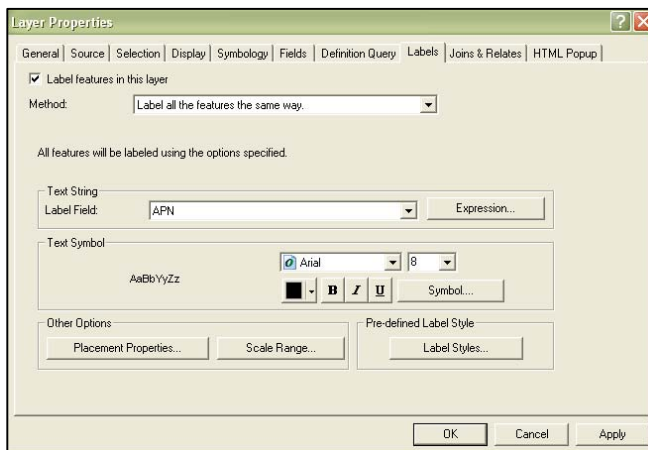 Layer Properties
General Source Selection Display Symbology Fields Definition Query Labels Joins & Relates HTML Popup
Label features in this layer
Method: Label all the features the same way.
All features will be labeled using the options specified.
Text String
Label Field: APN Expression...
Text Symbol
AaBbYyZz Arial 8
B I U Symbol....
Other Options Pre-defined Label Style
Placement Properties... Scale Range... Label Styles...
OK Cancel Apply